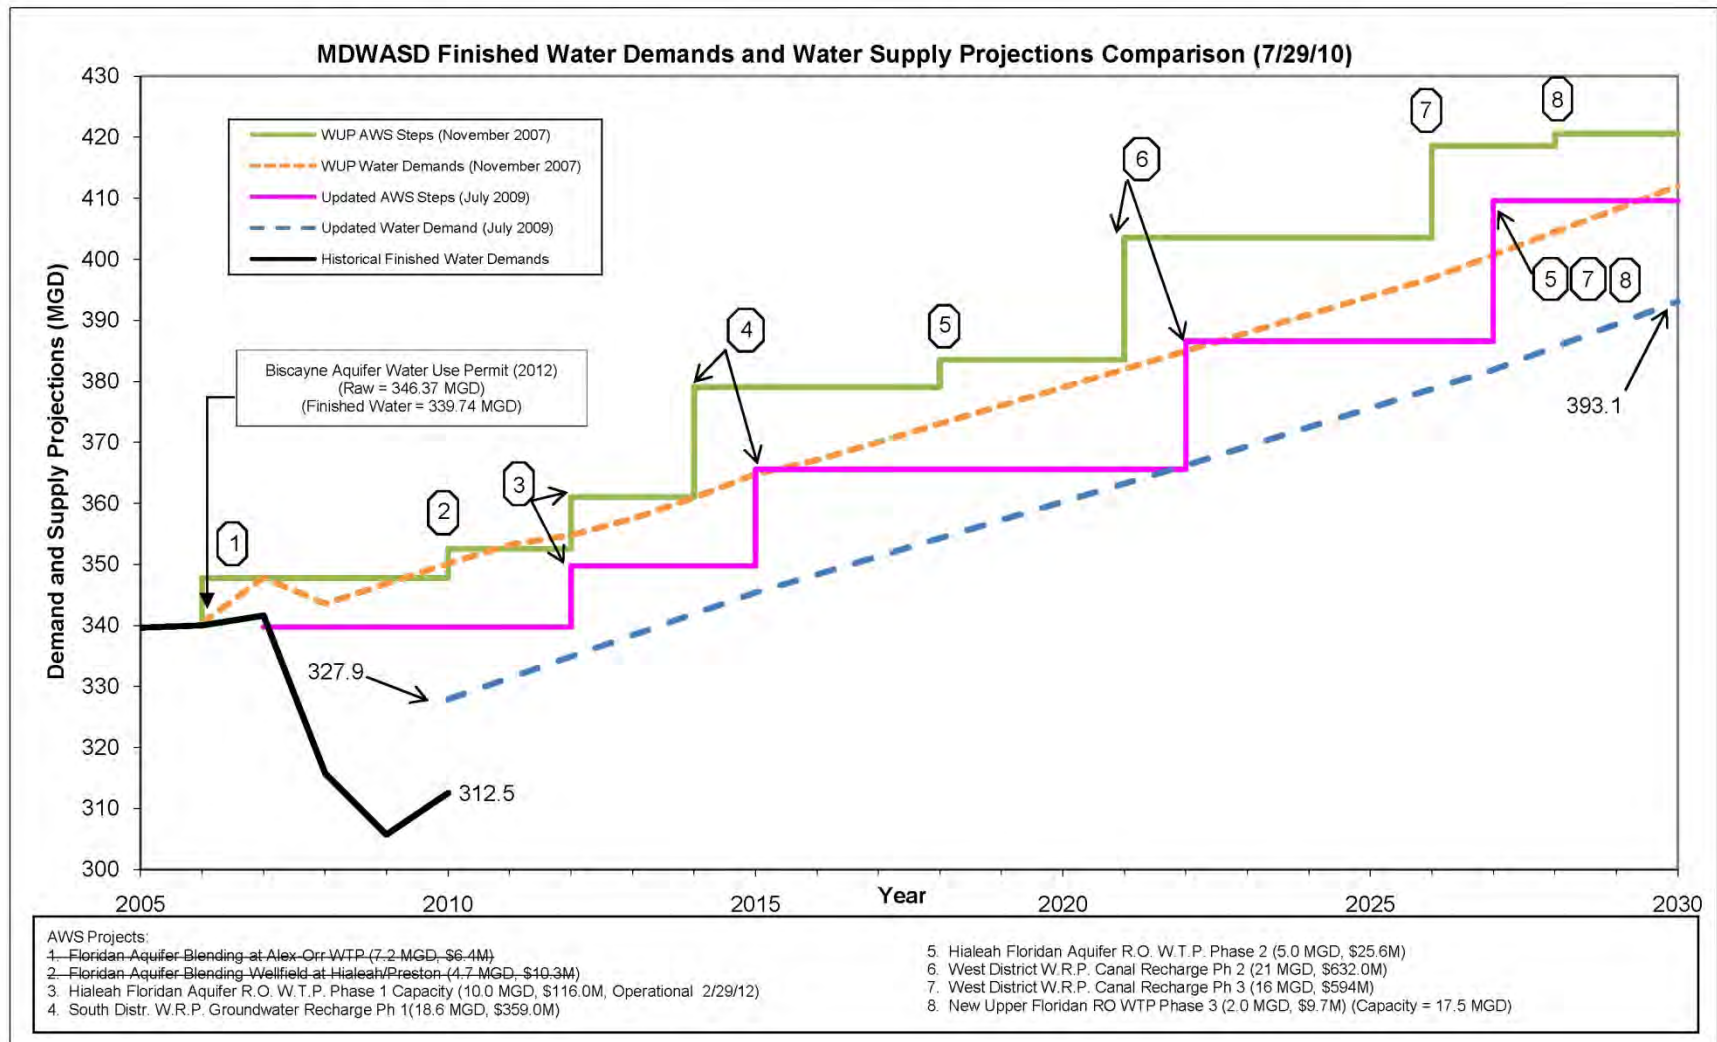 MDWASD Finished Water Demands and Water Supply Projections Comparison (7/29/10)
Demand and Supply Projections (MGD)
430
420
410
400
390
380
370
360
350
340
330
320
310
300
WUP AWS Steps (November 2007)
WUP Water Demands (November 2007)
Updated AWS Steps (July 2009)
Updated Water Demand (July 2009)
Historical Finished Water Demands
Biscayne Aquifer Water Use Permit (2012)
(Raw = 346.37 MGD)
(Finished Water = 339.74 MGD)
1
2
3
4
5
6
7
8
5 7 8
393.1
327.9
312.5
2005
2010
2015
2020
2025
2030
Year
AWS Projects:
1. Floridan Aquifer Blending at Alex-Orr WTP (7.2 MGD, $6.4M)
2. Floridan Aquifer Blending Wellfield at Hialeah/Preston (4.7 MGD, $10.3M)
3. Hialeah Floridan Aquifer R.O. W.T.P. Phase 1 Capacity (10.0 MGD, $116.0M, Operational 2/29/12)
4. South Distr. W.R.P. Groundwater Recharge Ph 1(18.6 MGD, $359.0M)
5. Hialeah Floridan Aquifer R.O. W.T.P. Phase 2 (5.0 MGD, $25.6M)
6. West District W.R.P. Canal Recharge Ph 2 (21 MGD, $632.0M)
7. West District W.R.P. Canal Recharge Ph 3 (16 MGD, $594M)
8. New Upper Floridan RO WTP Phase 3 (2.0 MGD, $9.7M) (Capacity = 17.5 MGD)